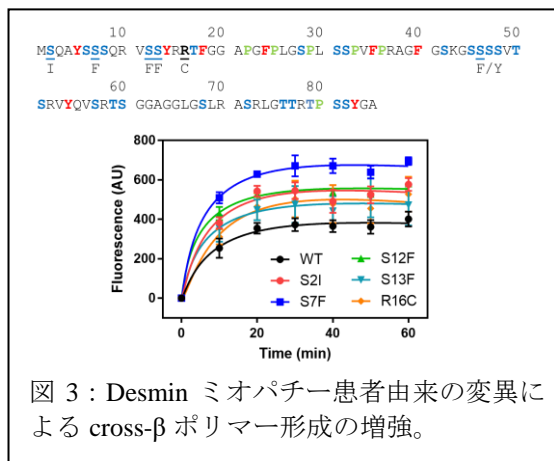 10 20 30 40 50
MSQAYSSSQR VSSYRRTFGG APGFPLGSPL SSPVFPRAGF GSKGSSSSVT
I F FF C F/Y
60 70 80
SRVYQVSRTS GGAGGLGSLR ASRLGTTRTP SSYGA
800
600
400
200
0
Fluorescence (AU)
WT
S2I
S7F
S12F
S13F
R16C
0 20 40 60
Time (min)
図 3：Desmin ミオパチー患者由来の変異に
よる cross-β ポリマー形成の増強。